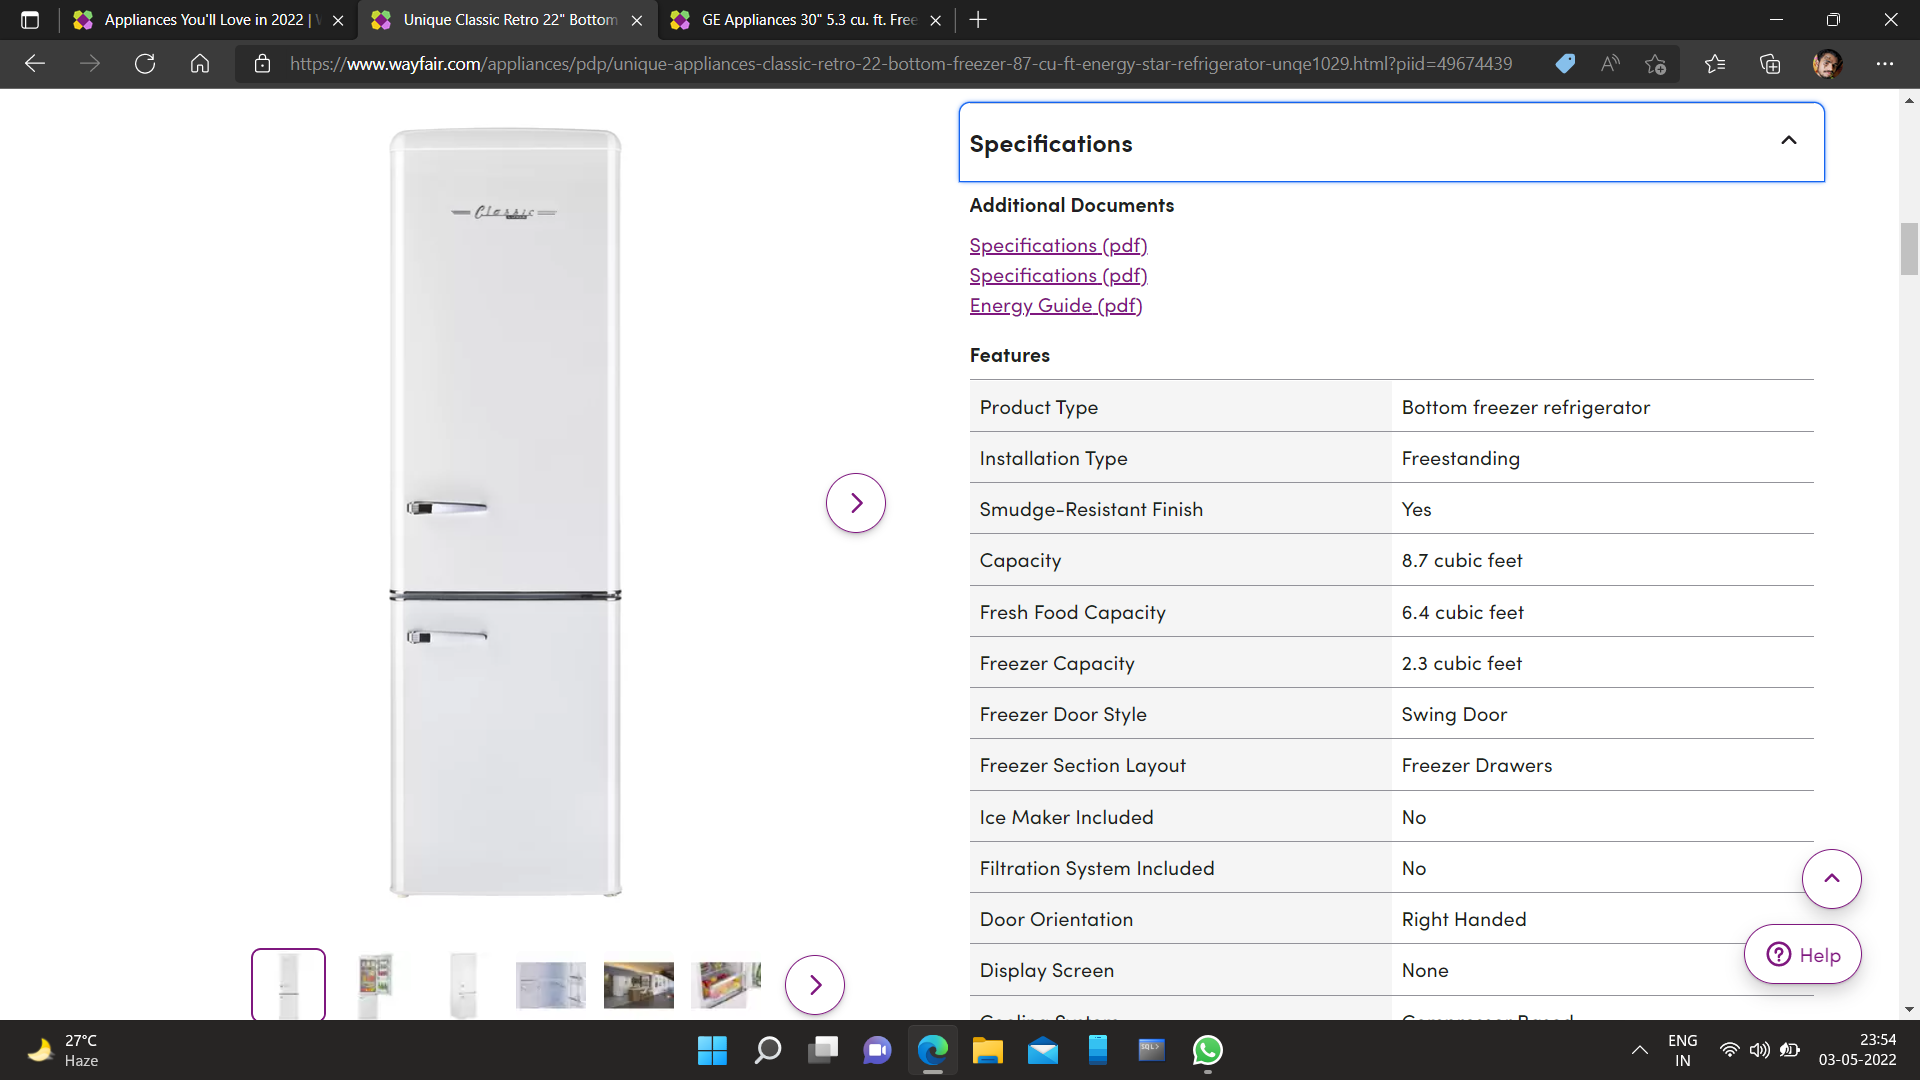 Appliances You'll Love in 2022 |
Unique Classic Retro 22" Bottom
GE Appliances 30" 5.3 cu. ft. Free
https://www.wayfair.com/appliances/pdp/unique-appliances-classic-retro-22-bottom-freezer-87-cu-ft-energy-star-refrigerator-unqe1029.html?piid=49674439
Classic
Specifications
Additional Documents
Specifications (pdf)
Specifications (pdf)
Energy Guide (pdf)
Features
Product Type Bottom freezer refrigerator
Installation Type Freestanding
Smudge-Resistant Finish Yes
Capacity 8.7 cubic feet
Fresh Food Capacity 6.4 cubic feet
Freezer Capacity 2.3 cubic feet
Freezer Door Style Swing Door
Freezer Section Layout Freezer Drawers
Ice Maker Included No
Filtration System Included No
Door Orientation Right Handed
Display Screen None
Cooling System Compressor Based
Help
27°C
Haze
SQL>
ENG
IN
23:54
03-05-2022